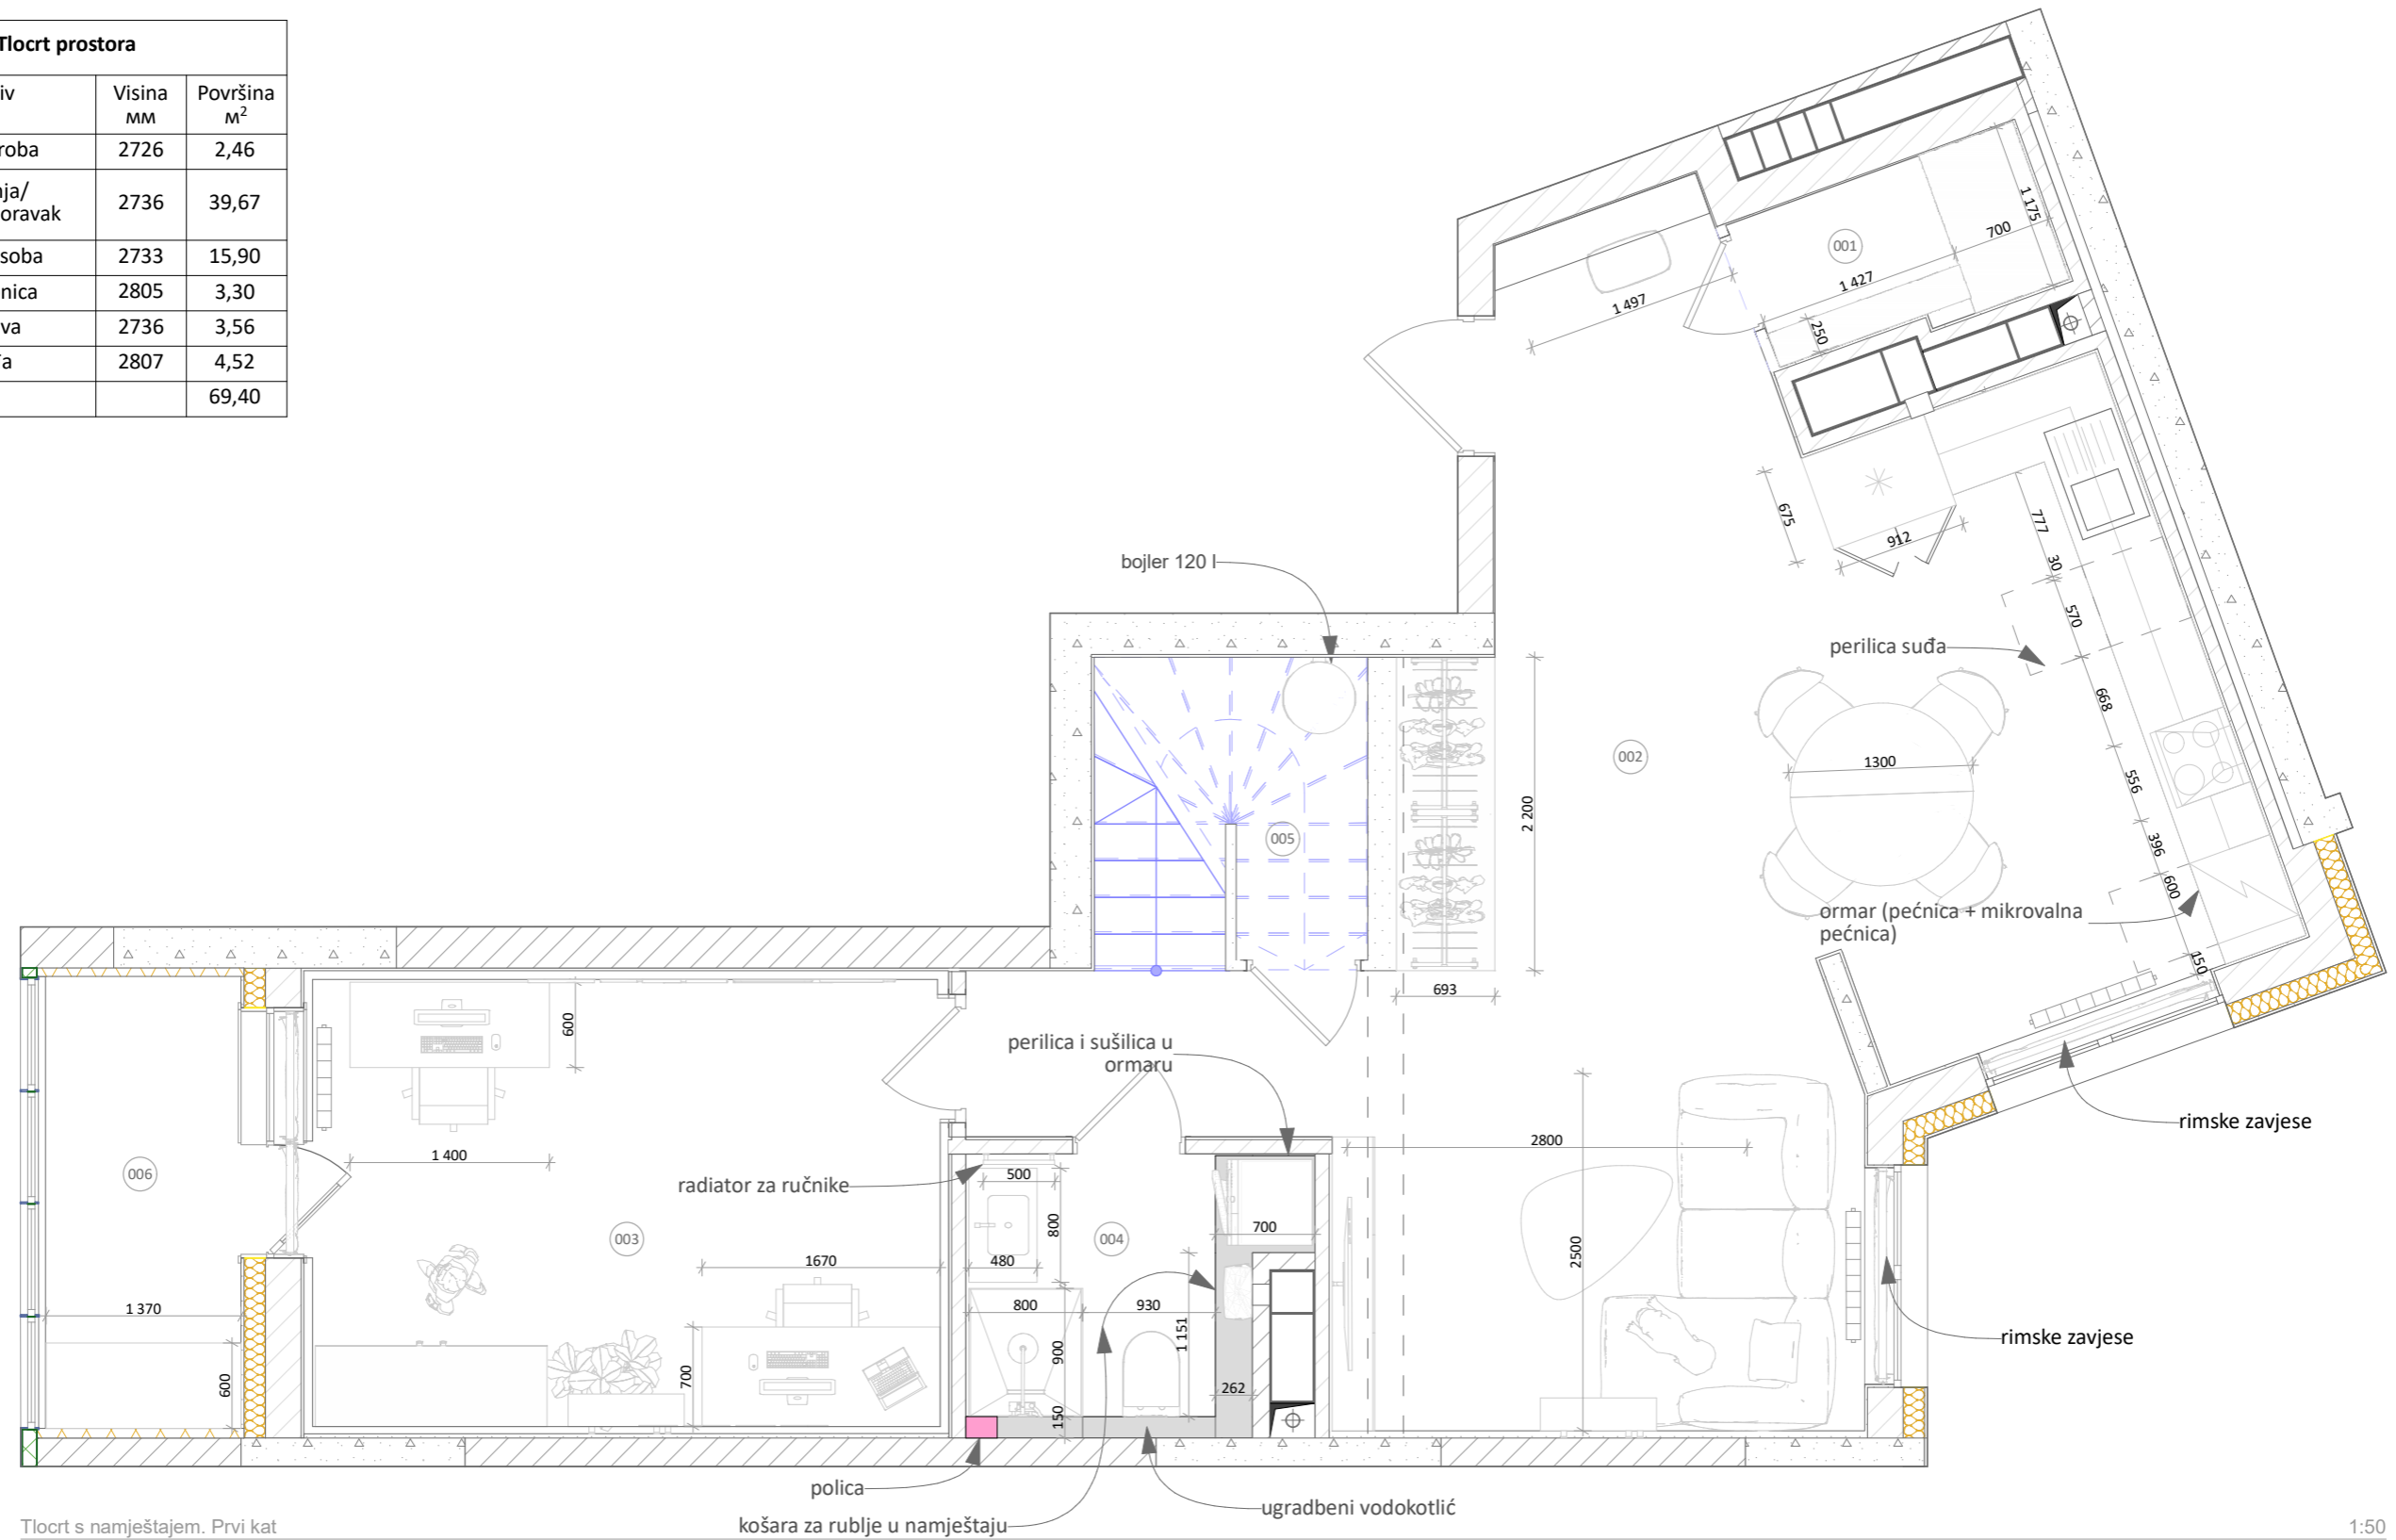 Tlocrt prostora
iv Visina мм Površina м²
roba 2726 2,46
nja/
oravak 2736 39,67
soba 2733 15,90
nica 2805 3,30
va 2736 3,56
đa 2807 4,52
69,40
001
1 175
700
1 427
1 497
250
675
912
777
30
570
668
556
396
600
150
bojler 120 l
perilica suđa
002
1300
2 200
005
ormar (pećnica + mikrovalna
pećnica)
693
600
perilica i sušilica u
ormaru
rimske zavjese
2800
006
1 400
radiator za ručnike
500
800
004
700
003
2500
1670
480
1 370
800
930
1 151
900
rimske zavjese
600
700
262
150
polica
ugradbeni vodokotlić
košara za rublje u namještaju
Tlocrt s namještajem. Prvi kat
1:50